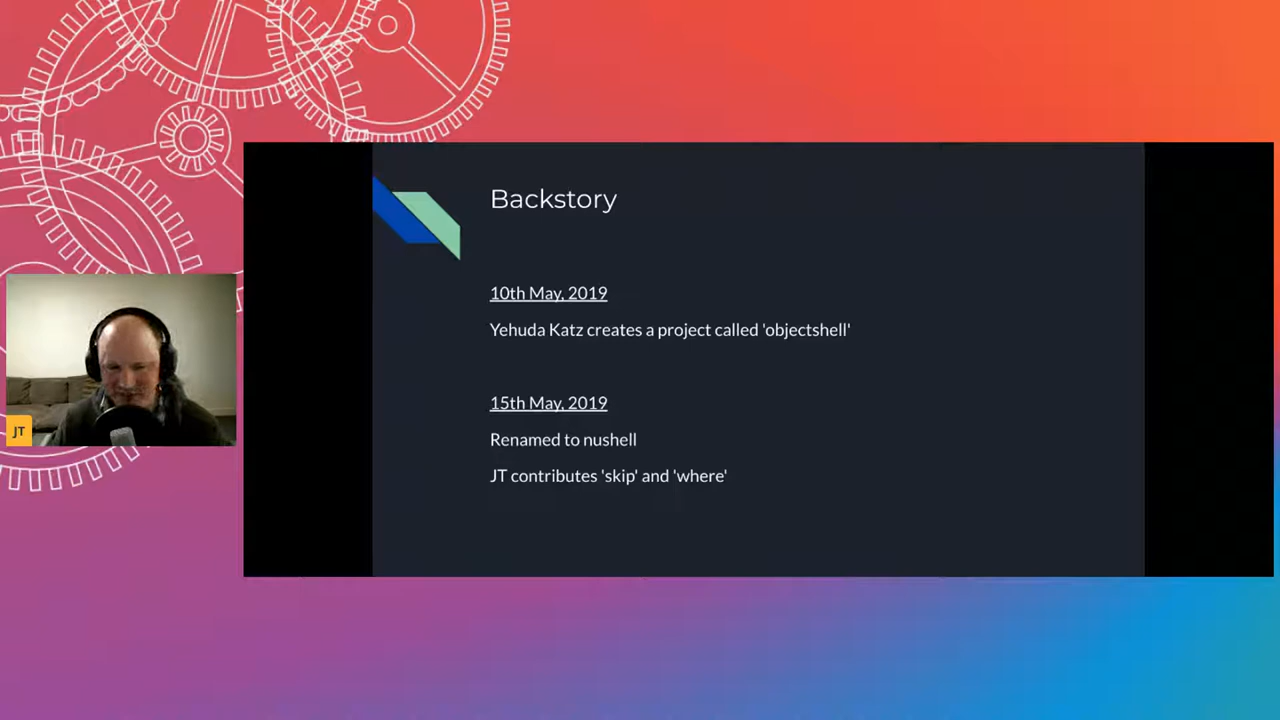 Backstory
10th May, 2019
Yehuda Katz creates a project called 'objectshell'
15th May, 2019
Renamed to nushell
JT contributes 'skip' and 'where'
JT